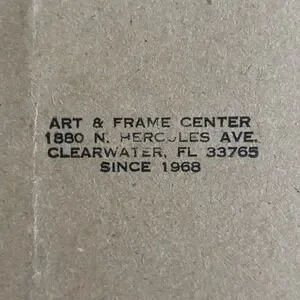 ART & FRAME CENTER
1880 N. HERCULES AVE.
CLEARWATER, FL 33765
SINCE 1968